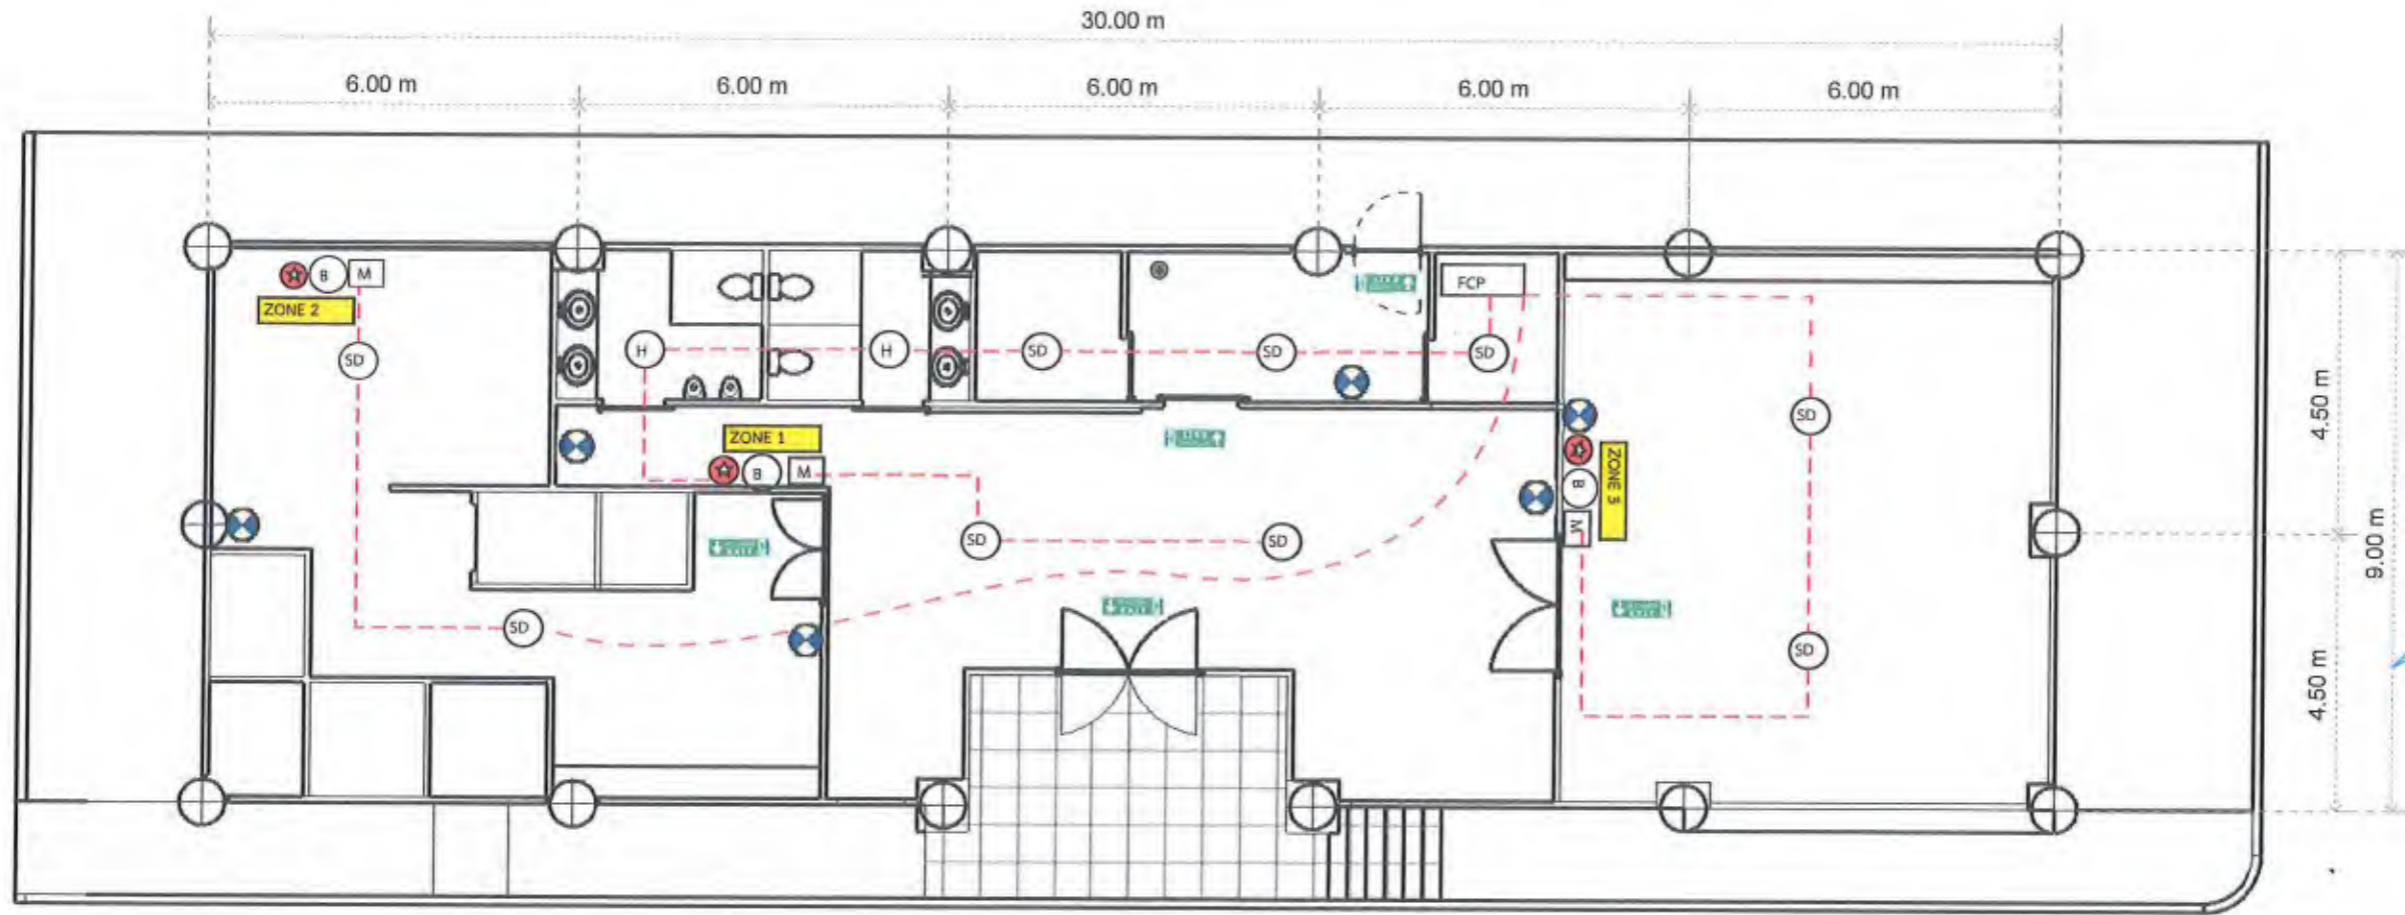 30.00 m
6.00 m
6.00 m
6.00 m
6.00 m
6.00 m
B
M
ZONE 2
FCP
SD
H
H
SD
SD
SD
SD
4.50 m
ZONE 1
B
M
B
ZONE 3
M
SD
SD
9.00 m
SD
SD
4.50 m